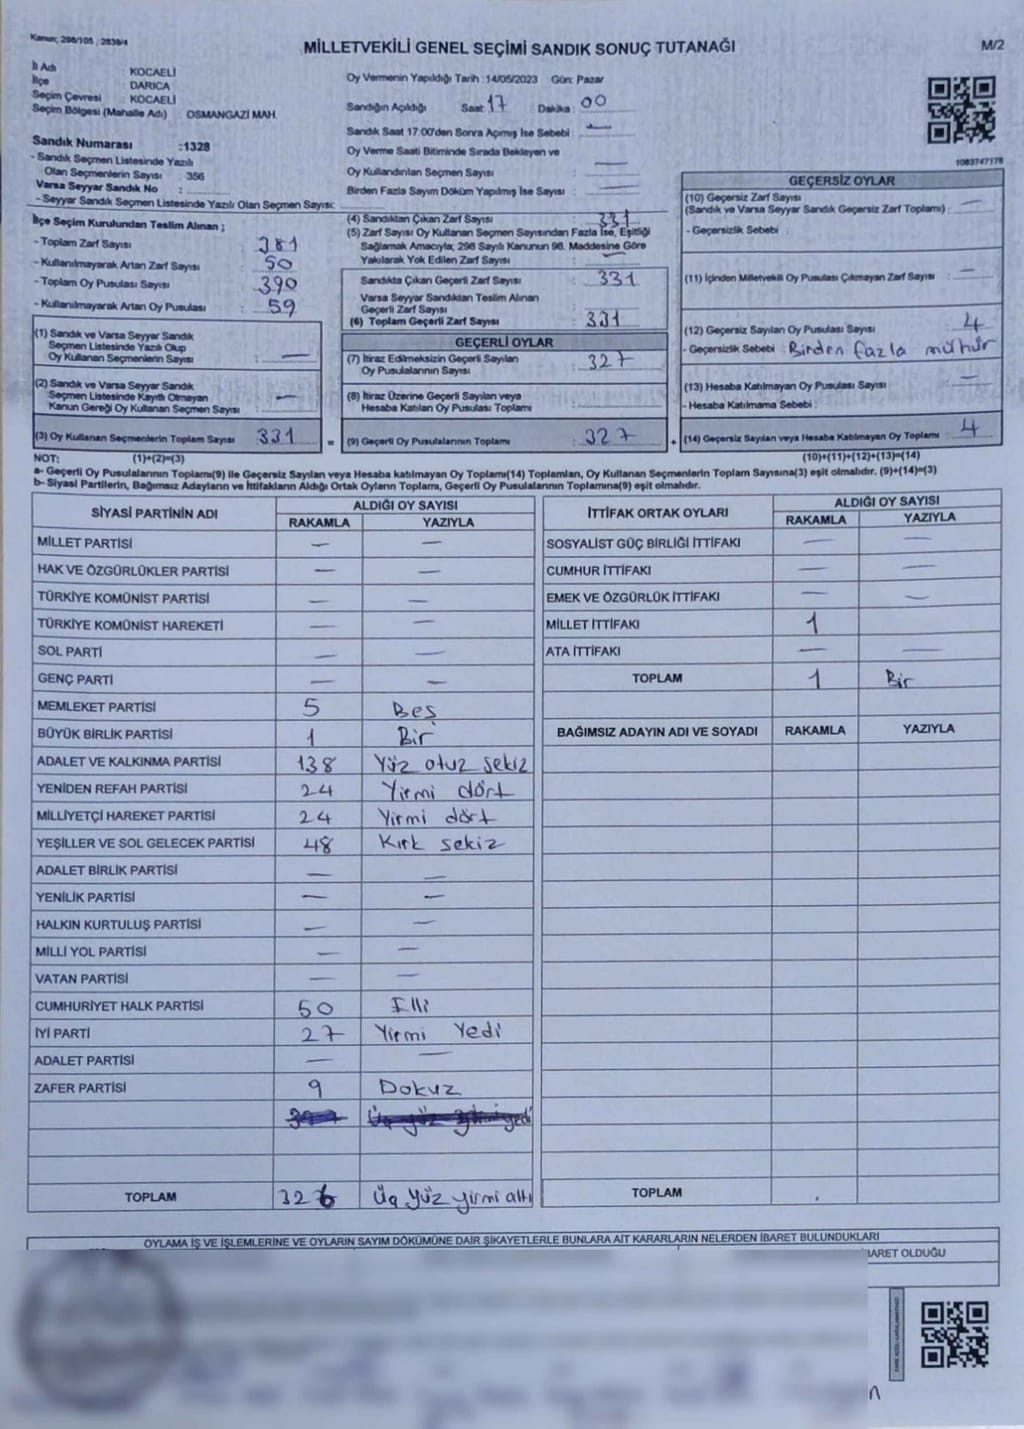 Kanun; 298/105 , 2839/4
MİLLETVEKİLİ GENEL SEÇİMİ SANDIK SONUÇ TUTANAĞI
M/2
İl Adı KOCAELİ
İlçe DARICA
Seçim Çevresi : KOCAELİ
Seçim Bölgesi (Mahalle Adı) : OSMANGAZİ MAH.
Sandık Numarası :1328
- Sandık Seçmen Listesinde Yazılı
Olan Seçmenlerin Sayısı : 356
Varsa Seyyar Sandık No :
- Seyyar Sandık Seçmen Listesinde Yazılı Olan Seçmen Sayısı:
Oy Vermenin Yapıldığı Tarih :14/05/2023 Gün: Pazar
Sandığın Açıldığı Saat: 17 Dakika : 00
Sandık Saat 17:00'den Sonra Açımış İse Sebebi : —
Oy Verme Saati Bitiminde Sırada Bekleyen ve
Oy Kullandırılan Seçmen Sayısı : —
Birden Fazla Sayım Döküm Yapılmış İse Sayısı : —
1083747178
İlçe Seçim Kurulundan Teslim Alınan ;
- Toplam Zarf Sayısı : 381
- Kullanılmayarak Artan Zarf Sayısı : 50
- Toplam Oy Pusulası Sayısı : 390
- Kullanılmayarak Artan Oy Pusulası : 59
(1) Sandık ve Varsa Seyyar Sandık
Seçmen Listesinde Yazılı Olup
Oy Kullanan Seçmenlerin Sayısı : —
(2) Sandık ve Varsa Seyyar Sandık
Seçmen Listesinde Kayıtlı Olmayan
Kanun Gereği Oy Kullanan Seçmen Sayısı : —
(3) Oy Kullanan Seçmenlerin Toplam Sayısı : 331
(4) Sandıktan Çıkan Zarf Sayısı : 331
(5) Zarf Sayısı Oy Kullanan Seçmen Sayısından Fazla İse, Eşitliği
Sağlamak Amacıyla; 298 Sayılı Kanunun 98. Maddesine Göre
Yakılarak Yok Edilen Zarf Sayısı : —
Sandıkta Çıkan Geçerli Zarf Sayısı : 331
Varsa Seyyar Sandıktan Teslim Alınan
Geçerli Zarf Sayısı :
(6) Toplam Geçerli Zarf Sayısı : 331
GEÇERLİ OYLAR
(7) İtiraz Edilmeksizin Geçerli Sayılan
Oy Pusulalarının Sayısı : 327
(8) İtiraz Üzerine Geçerli Sayılan veya
Hesaba Katılan Oy Pusulası Toplamı :
= (9) Geçerli Oy Pusulalarının Toplamı : 327
GEÇERSİZ OYLAR
(10) Geçersiz Zarf Sayısı
(Sandık ve Varsa Seyyar Sandık Geçersiz Zarf Toplamı) : —
- Geçersizlik Sebebi :
(11) İçinden Milletvekili Oy Pusulası Çıkmayan Zarf Sayısı : —
(12) Geçersiz Sayılan Oy Pusulası Sayısı : 4
- Geçersizlik Sebebi : Birden fazla mühür
(13) Hesaba Katılmayan Oy Pusulası Sayısı : —
- Hesaba Katılmama Sebebi :
+ (14) Geçersiz Sayılan veya Hesaba Katılmayan Oy Toplamı : 4
NOT: (1)+(2)=(3)
(10)+(11)+(12)+(13)=(14)
a- Geçerli Oy Pusulalarının Toplamı(9) ile Geçersiz Sayılan veya Hesaba katılmayan Oy Toplamı(14) Toplamları, Oy Kullanan Seçmenlerin Toplam Sayısına(3) eşit olmalıdır. (9)+(14)=(3)
b- Siyasi Partilerin, Bağımsız Adayların ve İttifakların Aldığı Ortak Oyların Toplamı, Geçerli Oy Pusulalarının Toplamına(9) eşit olmalıdır.
SİYASİ PARTİNİN ADI ALDIĞI OY SAYISI
RAKAMLA YAZIYLA
MİLLET PARTİSİ — —
HAK VE ÖZGÜRLÜKLER PARTİSİ — —
TÜRKİYE KOMÜNİST PARTİSİ — —
TÜRKİYE KOMÜNİST HAREKETİ — —
SOL PARTİ — —
GENÇ PARTİ — —
MEMLEKET PARTİSİ 5 Beş
BÜYÜK BİRLİK PARTİSİ 1 Bir
ADALET VE KALKINMA PARTİSİ 138 Yüz otuz sekiz
YENİDEN REFAH PARTİSİ 24 Yirmi dört
MİLLİYETÇİ HAREKET PARTİSİ 24 Yirmi dört
YEŞİLLER VE SOL GELECEK PARTİSİ 48 Kırk sekiz
ADALET BİRLİK PARTİSİ — —
YENİLİK PARTİSİ — —
HALKIN KURTULUŞ PARTİSİ — —
MİLLİ YOL PARTİSİ — —
VATAN PARTİSİ — —
CUMHURİYET HALK PARTİSİ 50 Elli
İYİ PARTİ 27 Yirmi Yedi
ADALET PARTİSİ — —
ZAFER PARTİSİ 9 Dokuz
327 Üç yüz yirmi yedi
TOPLAM 326 Üç yüz yirmi altı
İTTİFAK ORTAK OYLARI ALDIĞI OY SAYISI
RAKAMLA YAZIYLA
SOSYALİST GÜÇ BİRLİĞİ İTTİFAKI — —
CUMHUR İTTİFAKI — —
EMEK VE ÖZGÜRLÜK İTTİFAKI — —
MİLLET İTTİFAKI 1
ATA İTTİFAKI — —
TOPLAM 1 Bir
BAĞIMSIZ ADAYIN ADI VE SOYADI RAKAMLA YAZIYLA
TOPLAM
OYLAMA İŞ VE İŞLEMLERİNE VE OYLARIN SAYIM DÖKÜMÜNE DAİR ŞİKAYETLERLE BUNLARA AİT KARARLARIN NELERDEN İBARET BULUNDUKLARI
İBARET OLDUĞU